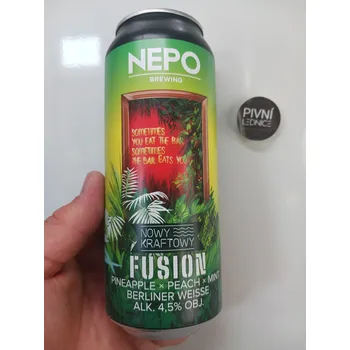 NEPO
BREWING
SOMETIMES
YOU EAT THE BAR,
SOMETIMES
THE BAR, EATS YOU
NOWY
KRAFTOWY
FUSION
PINEAPPLE × PEACH × MINT
BERLINER WEISSE
ALK. 4,5% OBJ.
PIVNÍ
LEDNICE